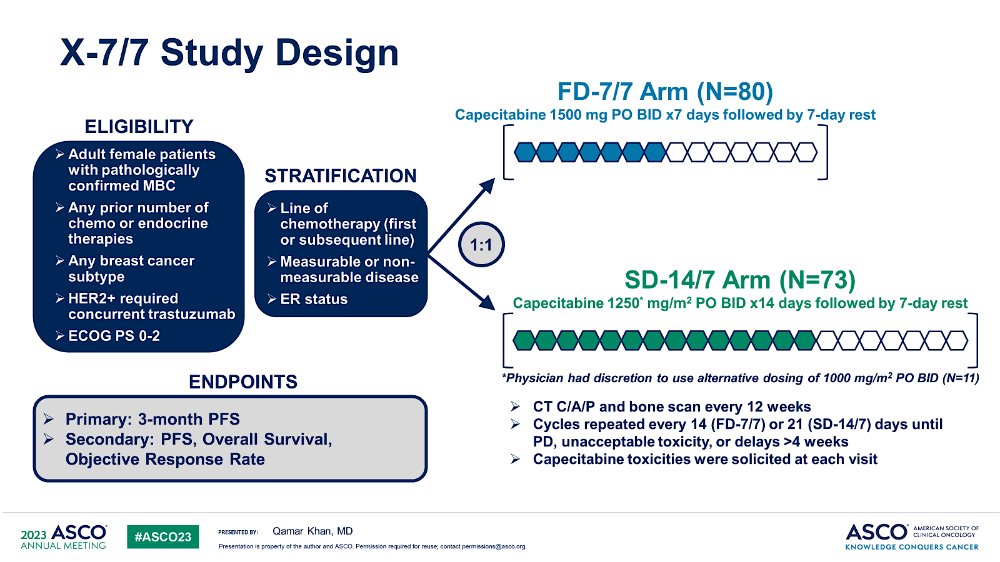 X-7/7 Study Design
ELIGIBILITY
➢ Adult female patients
with pathologically
confirmed MBC
➢ Any prior number of
chemo or endocrine
therapies
➢ Any breast cancer
subtype
➢ HER2+ required
concurrent trastuzumab
➢ ECOG PS 0-2
STRATIFICATION
➢ Line of
chemotherapy (first
or subsequent line)
➢ Measurable or non-
measurable disease
➢ ER status
1:1
FD-7/7 Arm (N=80)
Capecitabine 1500 mg PO BID x7 days followed by 7-day rest
SD-14/7 Arm (N=73)
Capecitabine 1250* mg/m² PO BID x14 days followed by 7-day rest
*Physician had discretion to use alternative dosing of 1000 mg/m² PO BID (N=11)
ENDPOINTS
➢ Primary: 3-month PFS
➢ Secondary: PFS, Overall Survival,
Objective Response Rate
➢ CT C/A/P and bone scan every 12 weeks
➢ Cycles repeated every 14 (FD-7/7) or 21 (SD-14/7) days until
PD, unacceptable toxicity, or delays >4 weeks
➢ Capecitabine toxicities were solicited at each visit
2023 ASCO®
ANNUAL MEETING
#ASCO23
PRESENTED BY: Qamar Khan, MD
Presentation is property of the author and ASCO. Permission required for reuse; contact permissions@asco.org.
ASCO® AMERICAN SOCIETY OF
CLINICAL ONCOLOGY
KNOWLEDGE CONQUERS CANCER